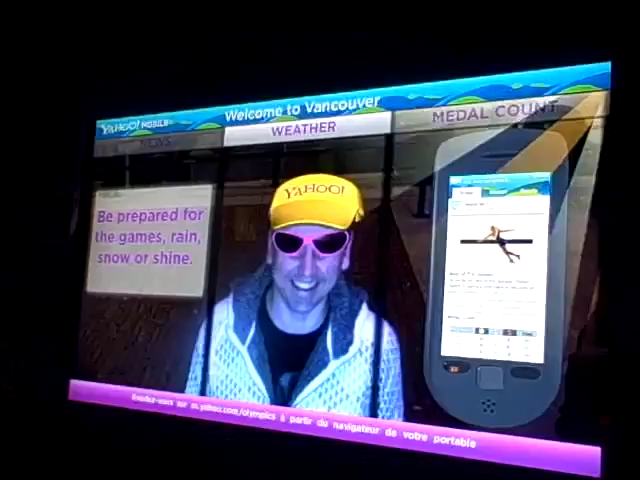 YAHOO! MOBILE
Welcome to Vancouver
NEWS
WEATHER
MEDAL COUNT
Be prepared for
the games, rain,
snow or shine.
YAHOO!
Rendez-vous sur m.yahoo.com/olympics à partir du navigateur de votre portable